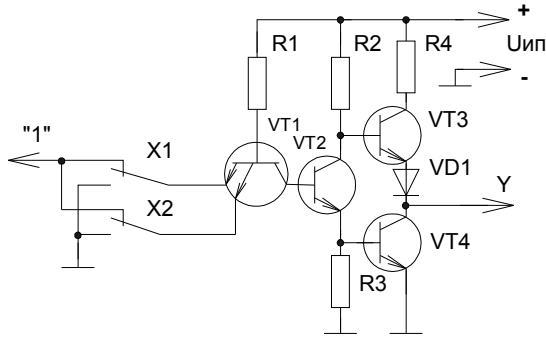 +
R1 R2 R4 Uип
-
VT3
"1" VT1
X1 VT2
VD1
X2 Y
VT4
R3